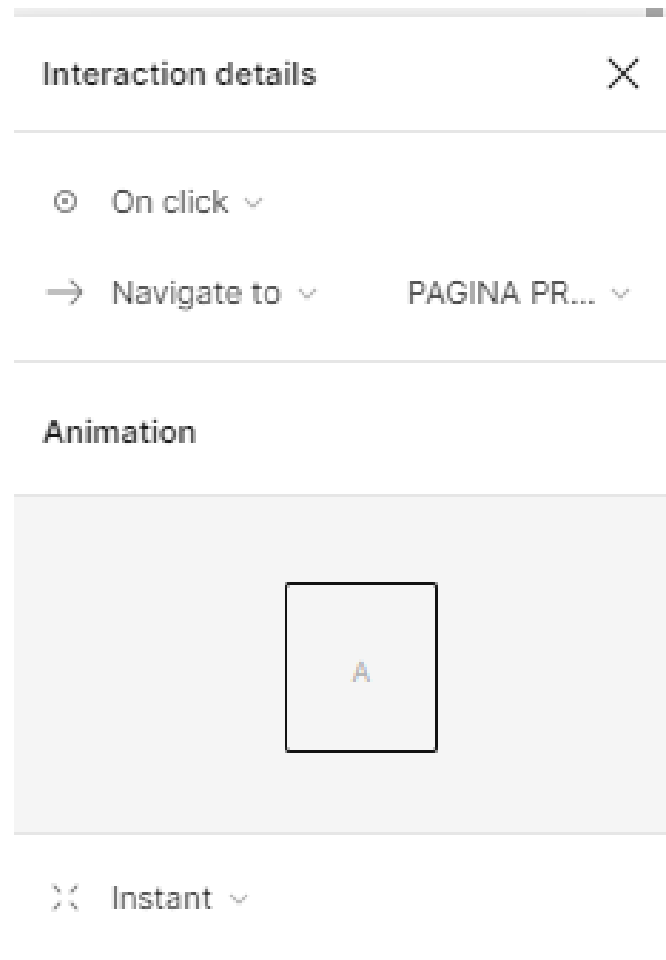 Interaction details
On click
Navigate to PAGINA PR...
Animation
A
Instant